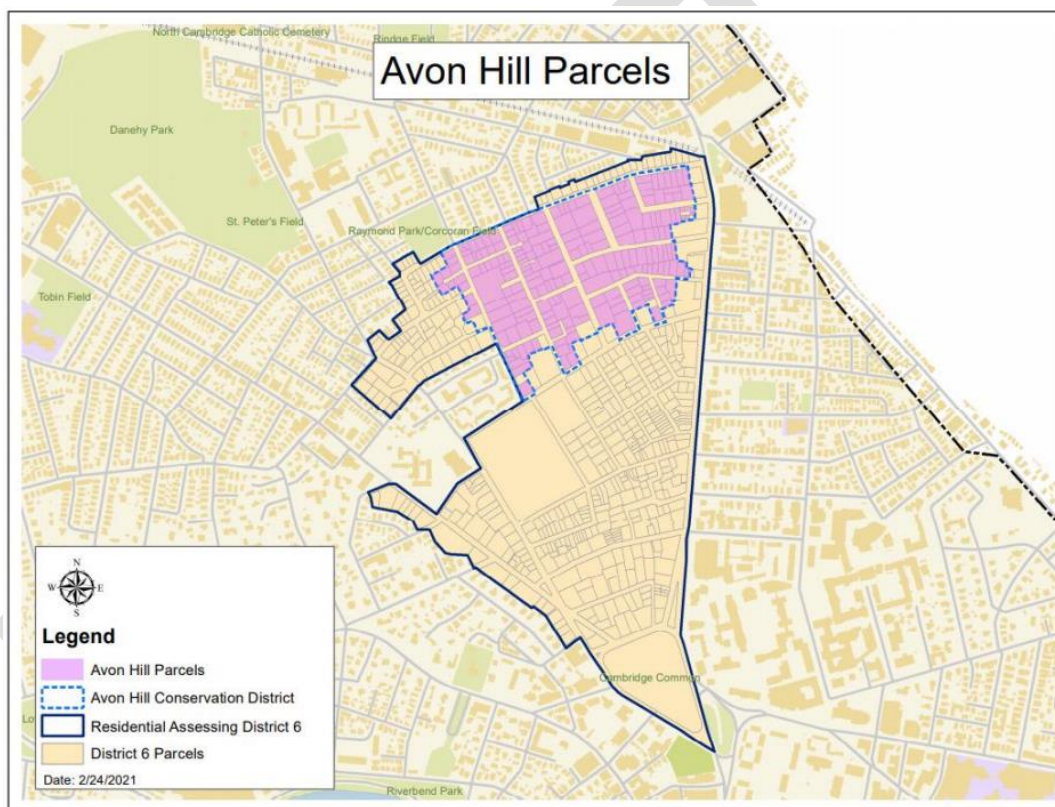 North Cambridge Catholic Cemetery
Rindge Field
Avon Hill Parcels
Danehy Park
St. Peter's Field
Raymond Park/Corcoran Field
Tobin Field
Cambridge Common
N
W E
S
Legend
Avon Hill Parcels
Avon Hill Conservation District
Residential Assessing District 6
District 6 Parcels
Date: 2/24/2021
Riverbend Park